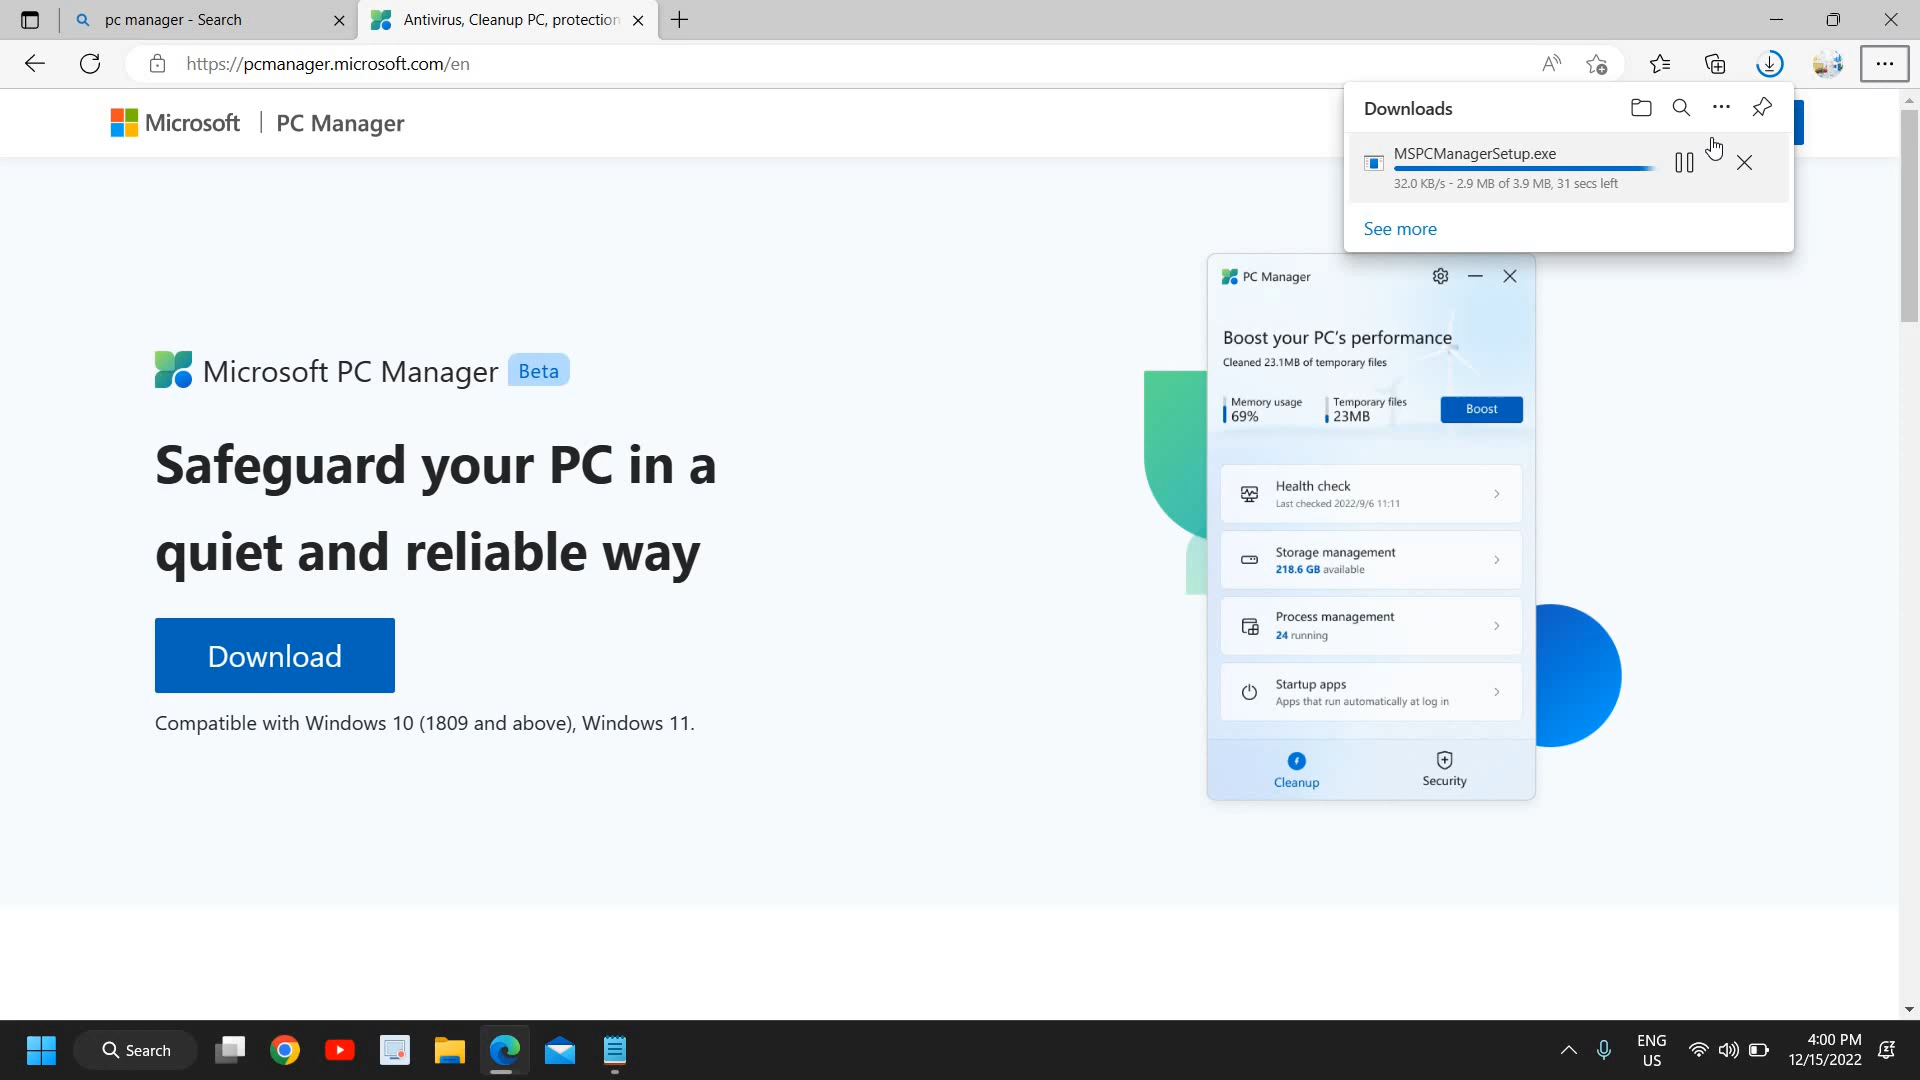 pc manager - Search
Antivirus, Cleanup PC, protection
https://pcmanager.microsoft.com/en
Microsoft | PC Manager
Downloads
MSPCManagerSetup.exe
32.0 KB/s - 2.9 MB of 3.9 MB, 31 secs left
See more
Microsoft PC Manager Beta
Safeguard your PC in a
quiet and reliable way
Download
Compatible with Windows 10 (1809 and above), Windows 11.
PC Manager
Boost your PC's performance
Cleaned 23.1MB of temporary files
Memory usage
69%
Temporary files
23MB
Boost
Health check
Last checked 2022/9/6 11:11
Storage management
218.6 GB available
Process management
24 running
Startup apps
Apps that run automatically at log in
Cleanup
Security
Search
ENG
US
4:00 PM
12/15/2022